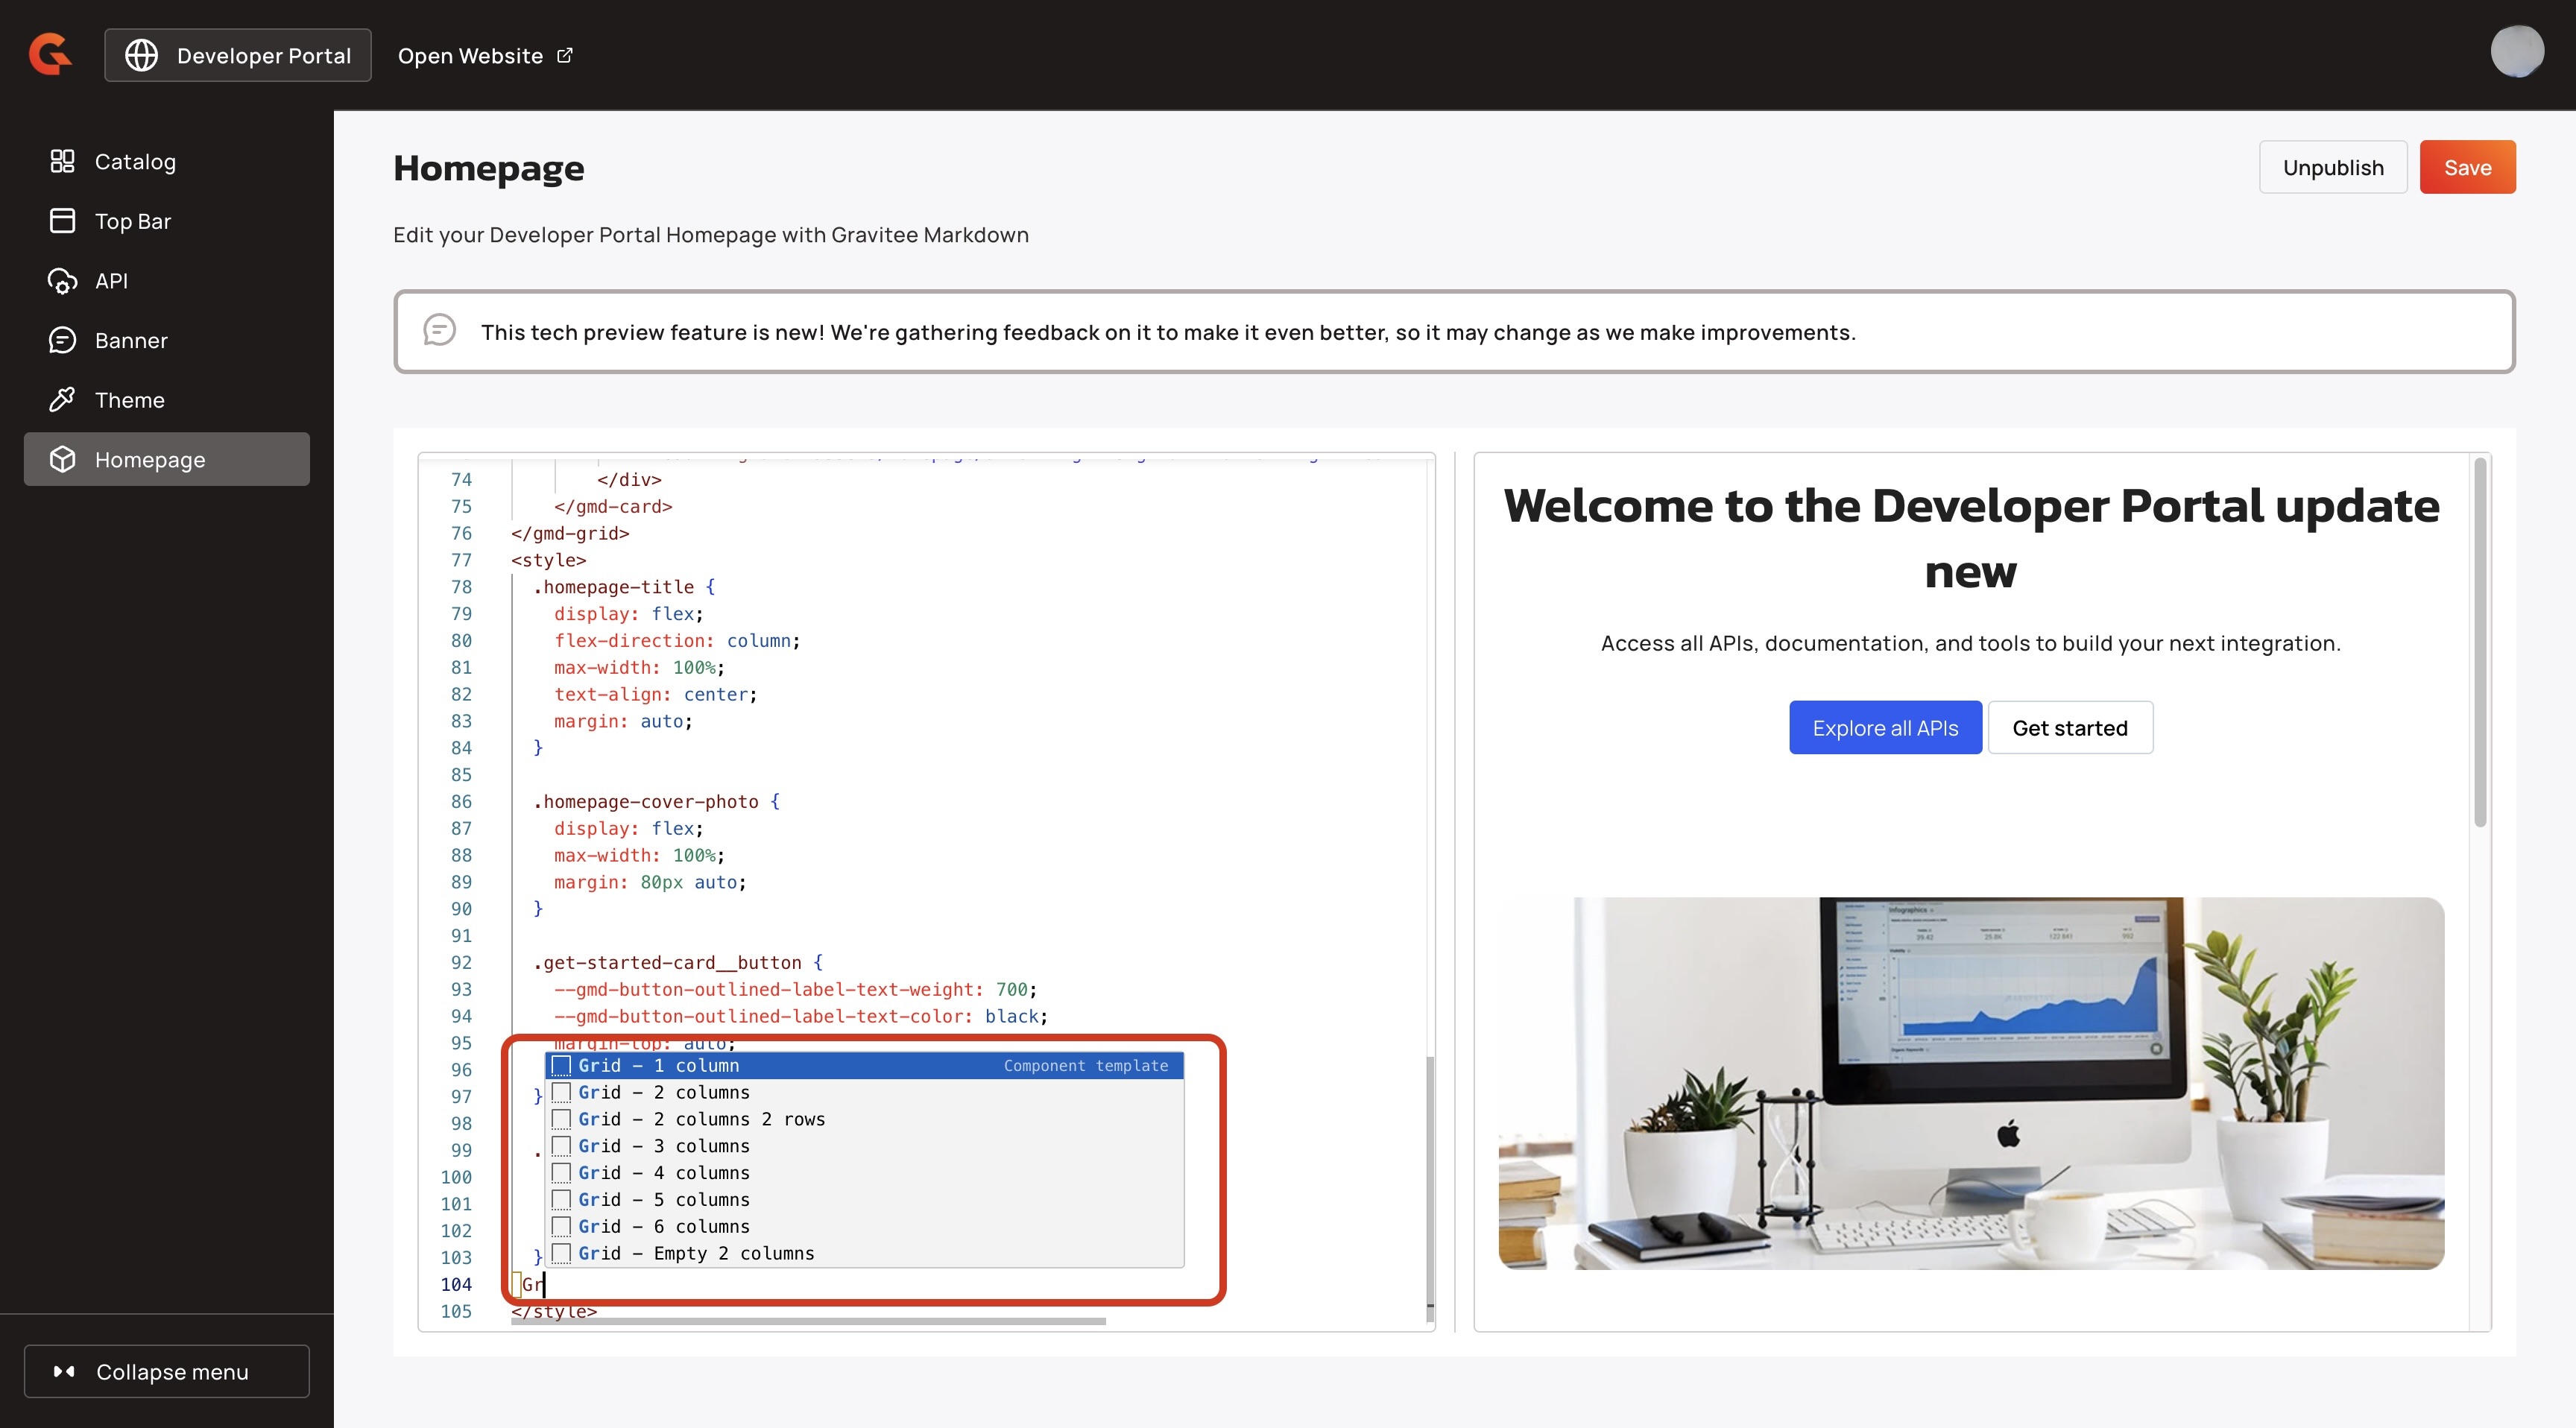 Developer Portal
Open Website
Catalog
Top Bar
API
Banner
Theme
Homepage
Collapse menu
Homepage
Unpublish
Save
Edit your Developer Portal Homepage with Gravitee Markdown
This tech preview feature is new! We're gathering feedback on it to make it even better, so it may change as we make improvements.
74 </div>
75 </gmd-card>
76 </gmd-grid>
77 <style>
78 .homepage-title {
79 display: flex;
80 flex-direction: column;
81 max-width: 100%;
82 text-align: center;
83 margin: auto;
84 }
85
86 .homepage-cover-photo {
87 display: flex;
88 max-width: 100%;
89 margin: 80px auto;
90 }
91
92 .get-started-card__button {
93 --gmd-button-outlined-label-text-weight: 700;
94 --gmd-button-outlined-label-text-color: black;
95 margin-top: auto;
96 Grid - 1 column Component template
97 } Grid - 2 columns
98 Grid - 2 columns 2 rows
99 . Grid - 3 columns
100 Grid - 4 columns
101 Grid - 5 columns
102 Grid - 6 columns
103 } Grid - Empty 2 columns
104 Gr
105 </style>
Welcome to the Developer Portal update
new
Access all APIs, documentation, and tools to build your next integration.
Explore all APIs
Get started
Infographics